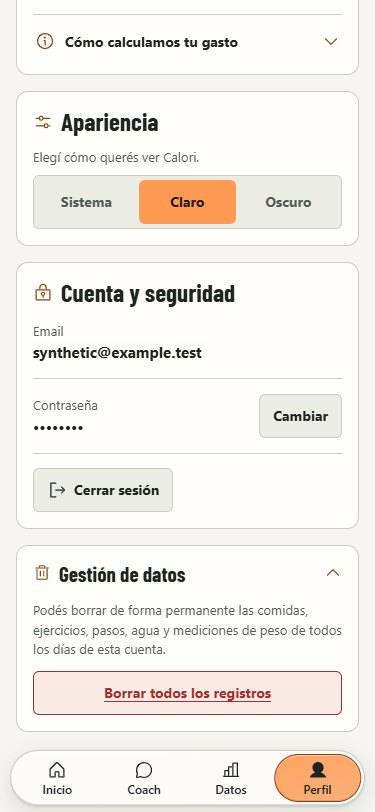 Cómo calculamos tu gasto
Apariencia
Elegí cómo querés ver Calori.
Sistema
Claro
Oscuro
Cuenta y seguridad
Email
synthetic@example.test
Contraseña
••••••••
Cambiar
Cerrar sesión
Gestión de datos
Podés borrar de forma permanente las comidas,
ejercicios, pasos, agua y mediciones de peso de todos
los días de esta cuenta.
Borrar todos los registros
Inicio
Coach
Datos
Perfil